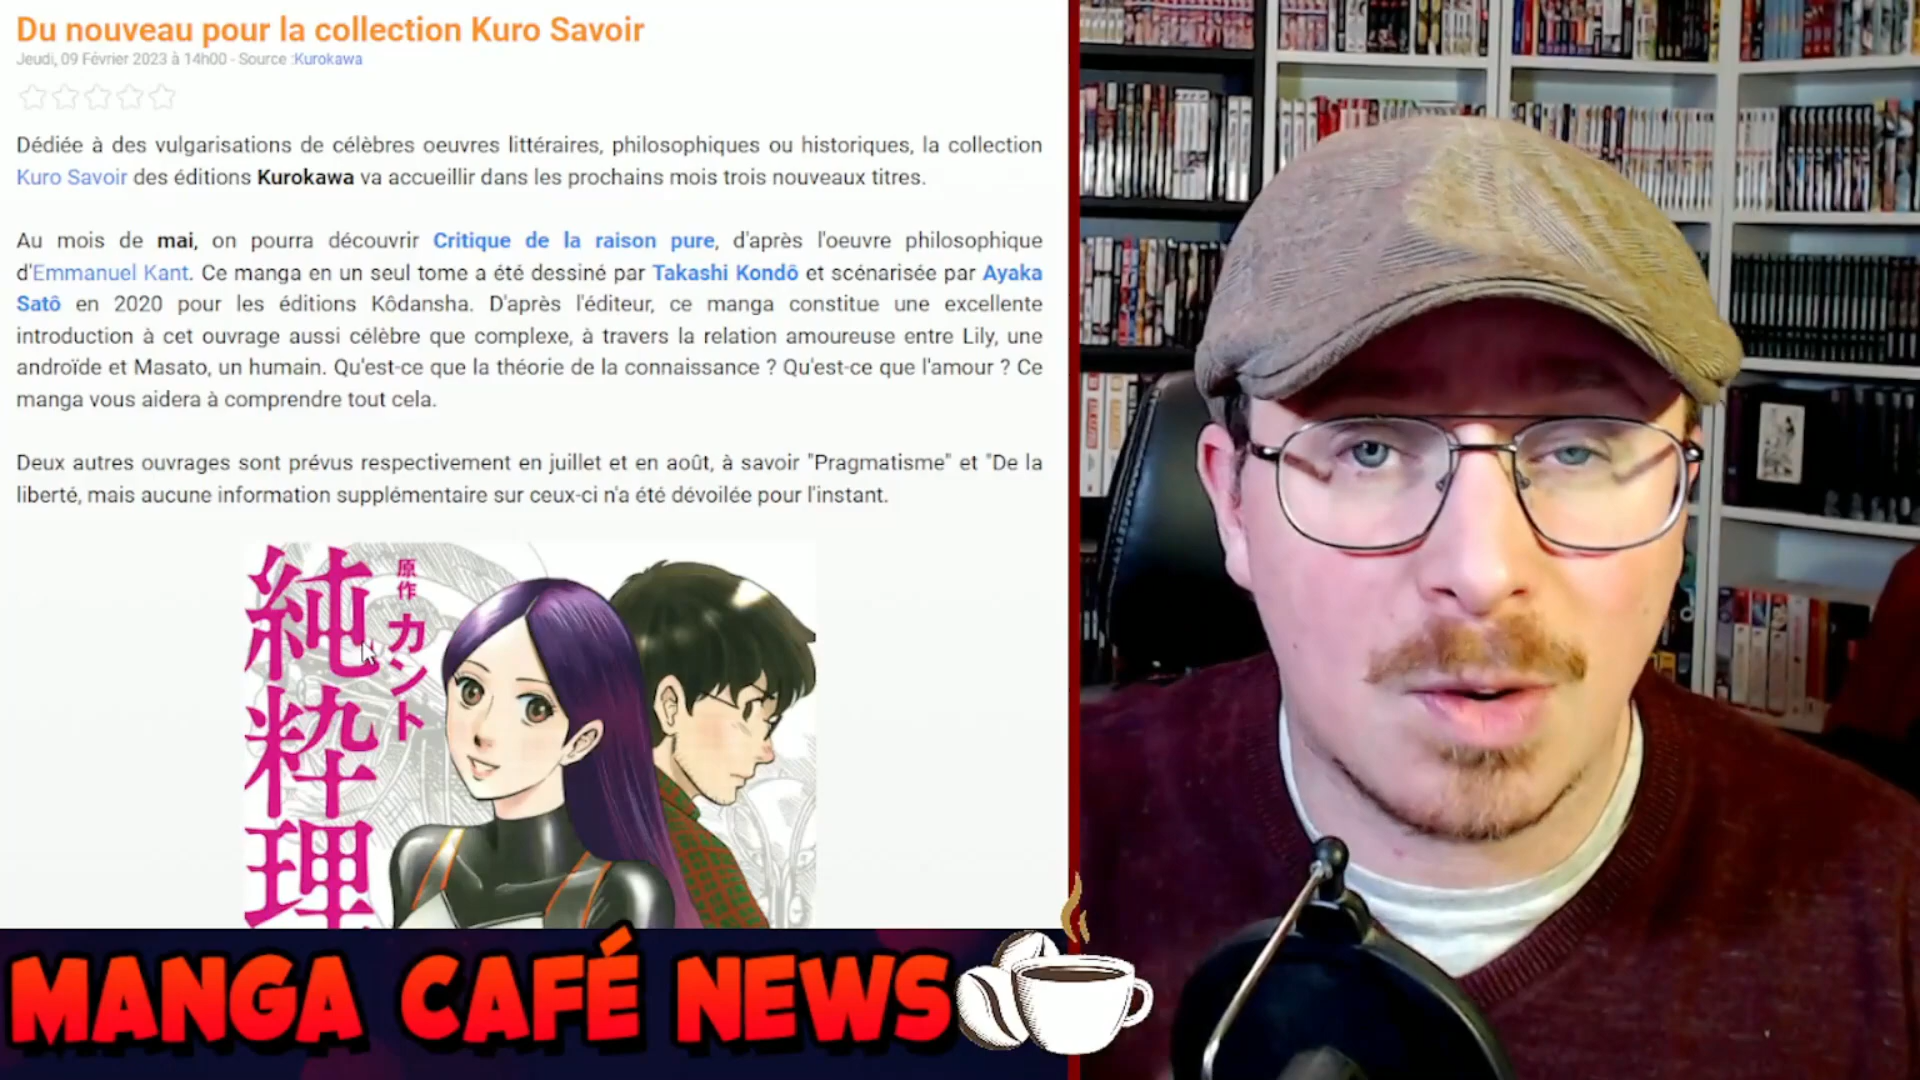 Du nouveau pour la collection Kuro Savoir
Jeudi, 09 Février 2023 à 14h00 - Source :Kurokawa
Dédiée à des vulgarisations de célèbres oeuvres littéraires, philosophiques ou historiques, la collection
Kuro Savoir des éditions Kurokawa va accueillir dans les prochains mois trois nouveaux titres.
Au mois de mai, on pourra découvrir Critique de la raison pure, d'après l'oeuvre philosophique
d'Emmanuel Kant. Ce manga en un seul tome a été dessiné par Takashi Kondô et scénarisée par Ayaka
Satô en 2020 pour les éditions Kôdansha. D'après l'éditeur, ce manga constitue une excellente
introduction à cet ouvrage aussi célèbre que complexe, à travers la relation amoureuse entre Lily, une
androïde et Masato, un humain. Qu'est-ce que la théorie de la connaissance ? Qu'est-ce que l'amour ? Ce
manga vous aidera à comprendre tout cela.
Deux autres ouvrages sont prévus respectivement en juillet et en août, à savoir "Pragmatisme" et "De la
liberté, mais aucune information supplémentaire sur ceux-ci n'a été dévoilée pour l'instant.
原作 カント
純粋理
MANGA CAFÉ NEWS